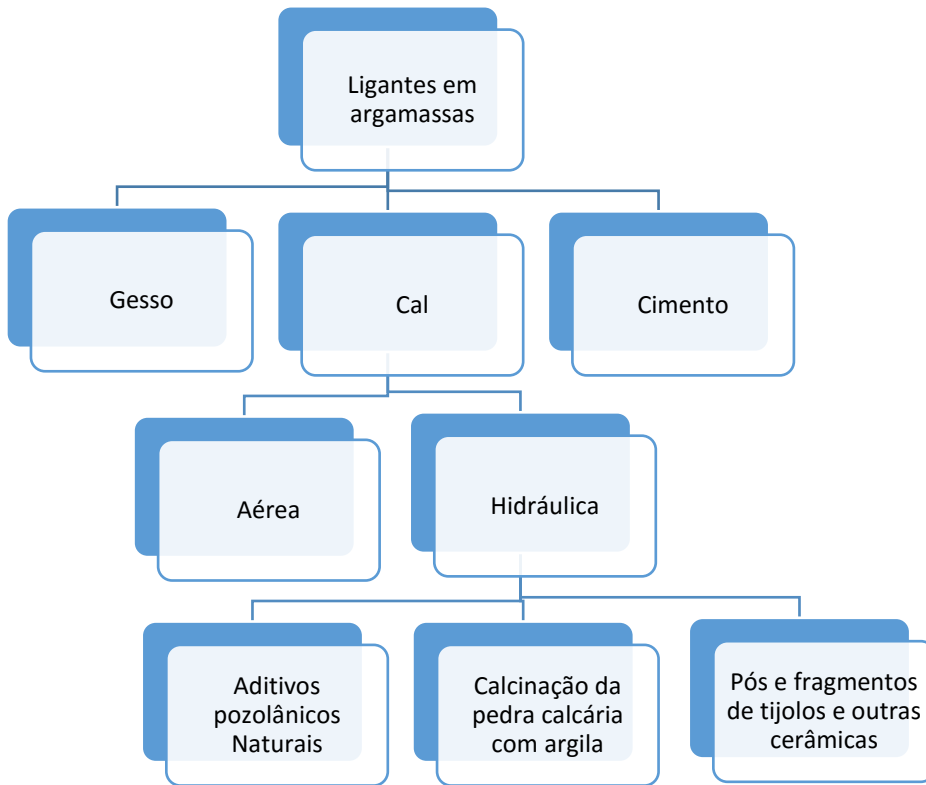 Ligantes em
argamassas
Gesso
Cal
Cimento
Aérea
Hidráulica
Aditivos
pozolânicos
Naturais
Calcinação da
pedra calcária
com argila
Pós e fragmentos
de tijolos e outras
cerâmicas